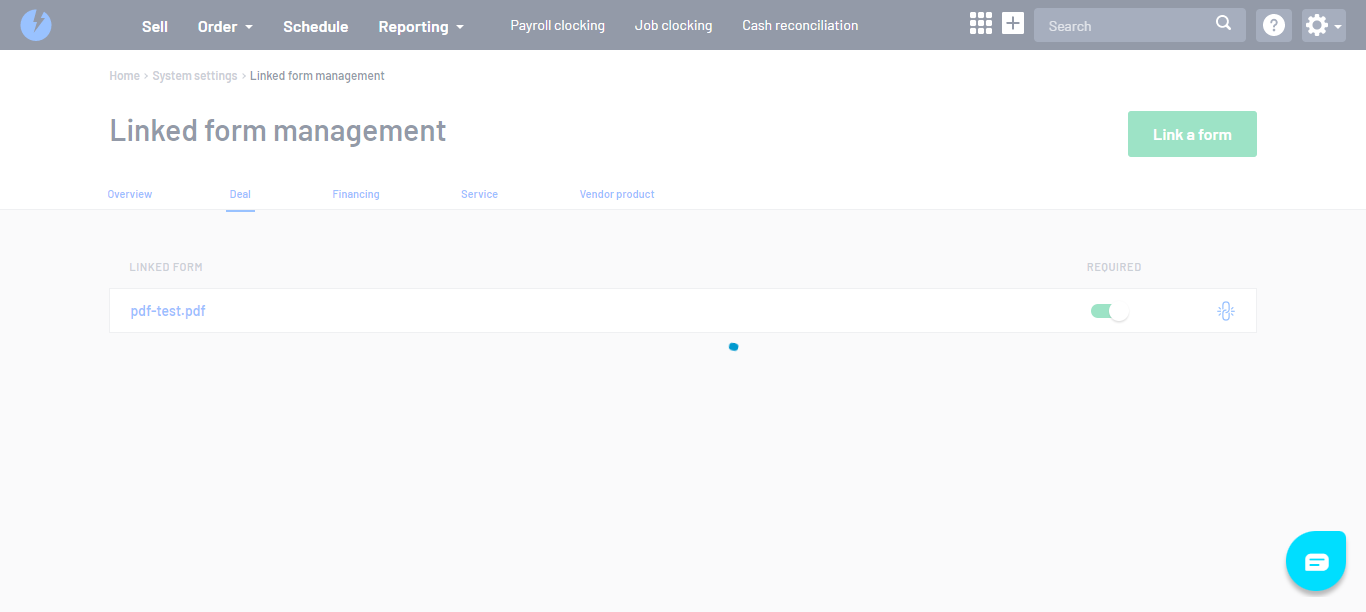 Sell Order Schedule Reporting Payroll clocking Job clocking Cash reconciliation Search
Home › System settings › Linked form management
Linked form management
Link a form
Overview Deal Financing Service Vendor product
LINKED FORM REQUIRED
pdf-test.pdf